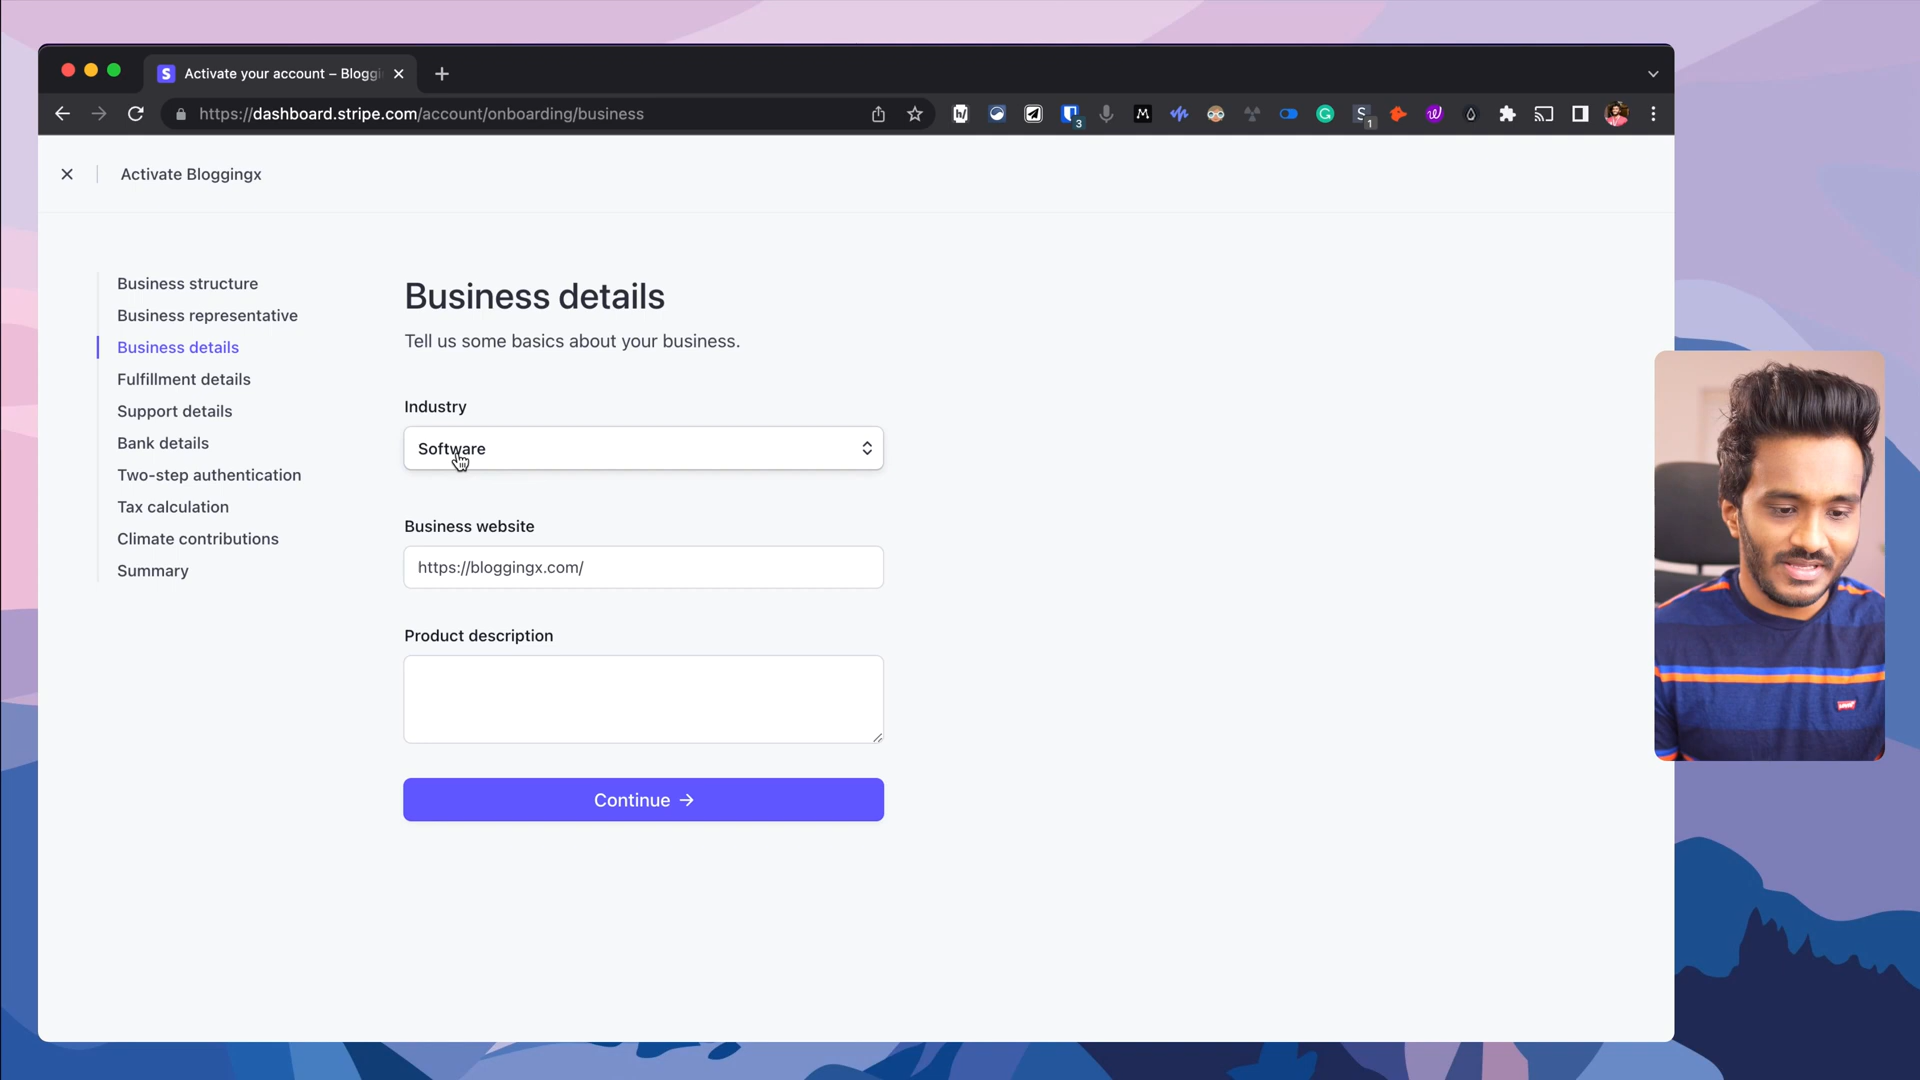 S Activate your account – Bloggi
https://dashboard.stripe.com/account/onboarding/business
3
M
G
S
1
Activate Bloggingx
Business structure
Business representative
Business details
Fulfillment details
Support details
Bank details
Two-step authentication
Tax calculation
Climate contributions
Summary
Business details
Tell us some basics about your business.
Industry
Software
Business website
https://bloggingx.com/
Product description
Continue →